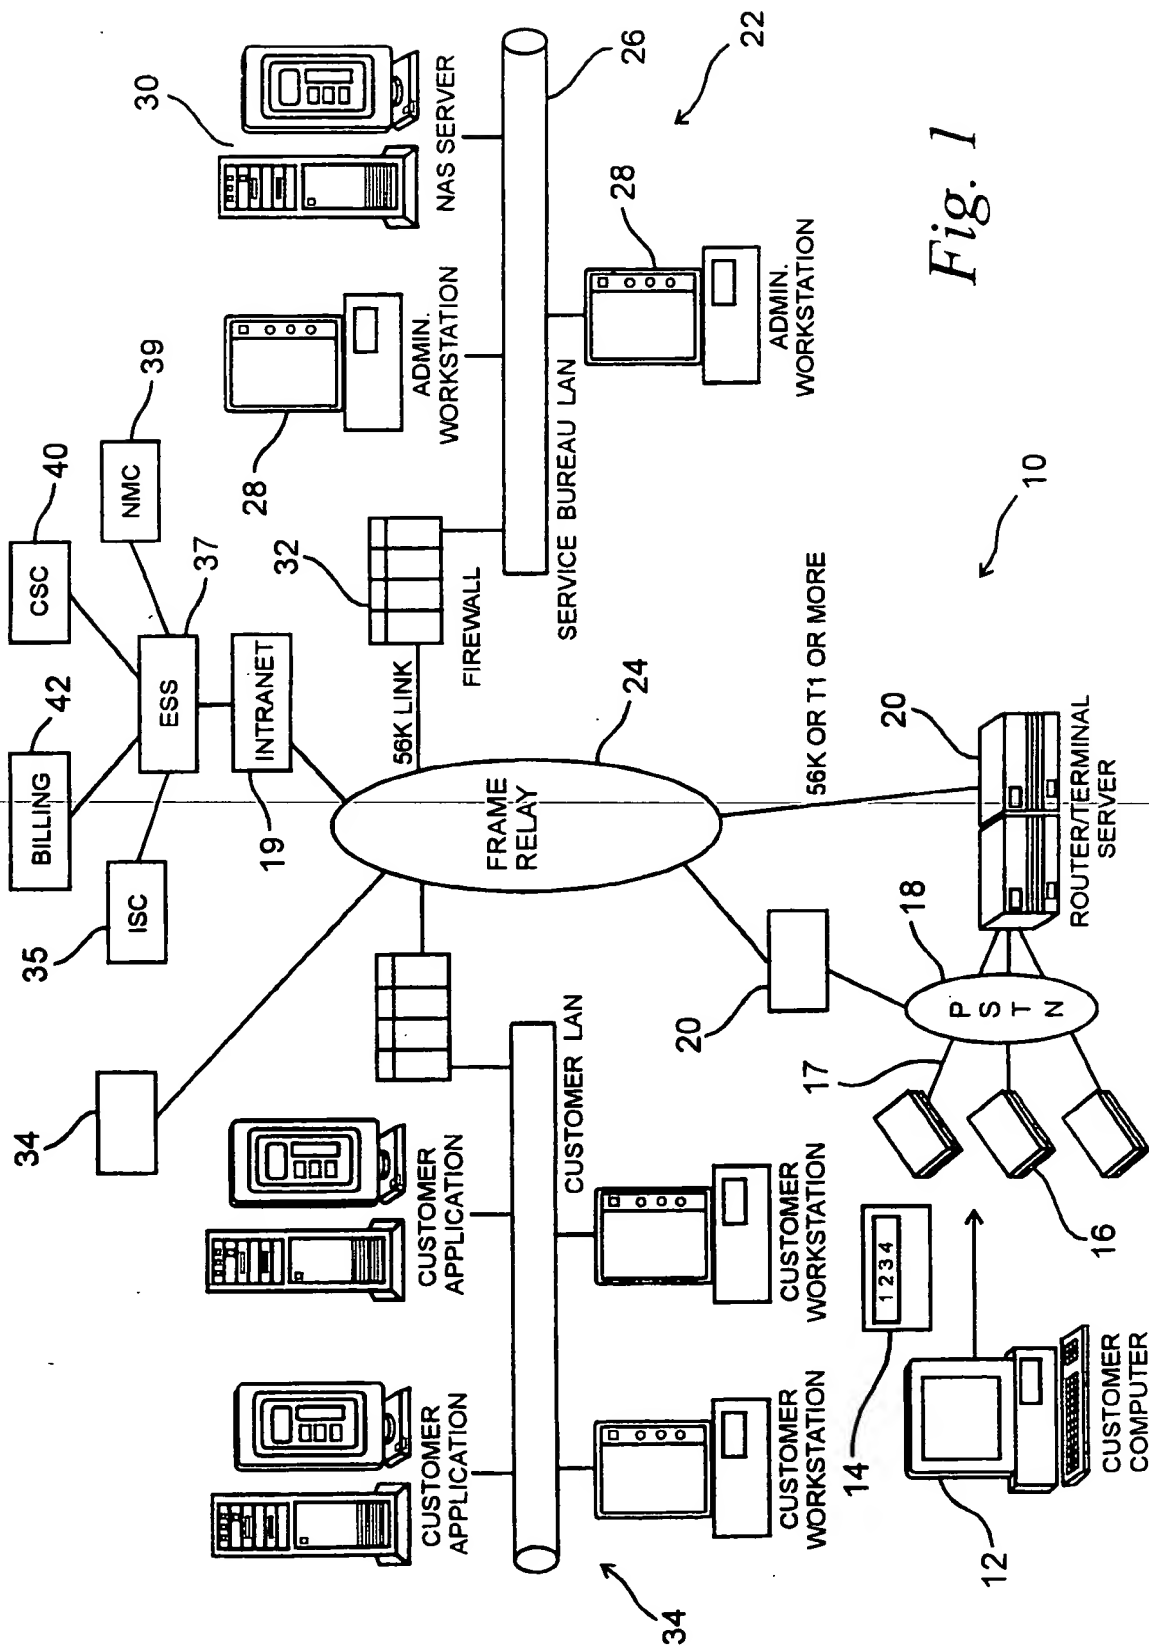 34
35
ISC
BILLING
42
CSC
40
NMC
39
ESS
37
INTRANET
19
30
NAS SERVER
28
ADMIN.
WORKSTATION
32
FIREWALL
56K LINK
26
SERVICE BUREAU LAN
22
28
ADMIN.
WORKSTATION
CUSTOMER
APPLICATION
CUSTOMER
APPLICATION
CUSTOMER LAN
FRAME
RELAY
24
34
CUSTOMER
WORKSTATION
CUSTOMER
WORKSTATION
20
56K OR T1 OR MORE
10
14
1 2 3 4
12
CUSTOMER
COMPUTER
16
17
18
P S T N
20
ROUTER/TERMINAL
SERVER
Fig. 1